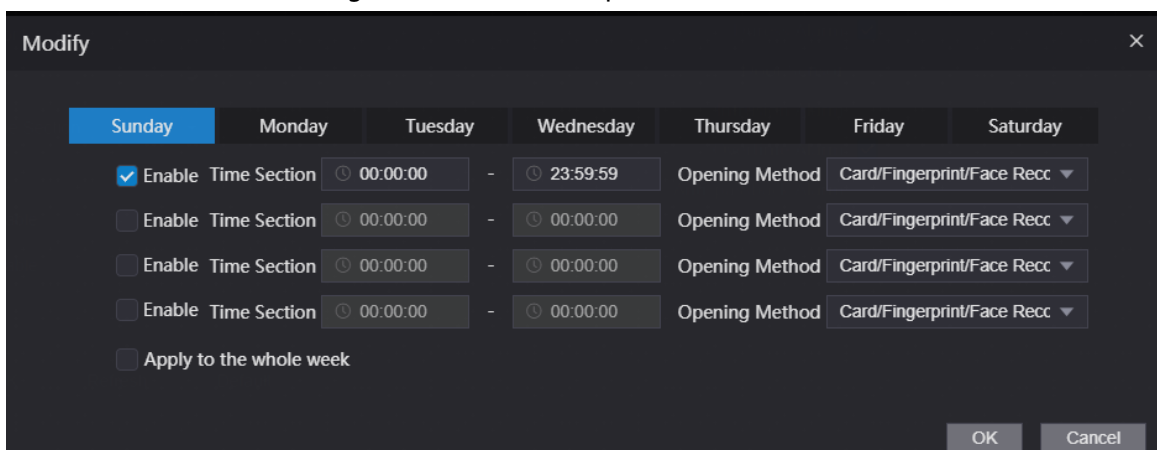 Modify ×
Sunday Monday Tuesday Wednesday Thursday Friday Saturday
Enable Time Section 00:00:00 - 23:59:59 Opening Method Card/Fingerprint/Face Recc
Enable Time Section 00:00:00 - 00:00:00 Opening Method Card/Fingerprint/Face Recc
Enable Time Section 00:00:00 - 00:00:00 Opening Method Card/Fingerprint/Face Recc
Enable Time Section 00:00:00 - 00:00:00 Opening Method Card/Fingerprint/Face Recc
Apply to the whole week
OK Cancel